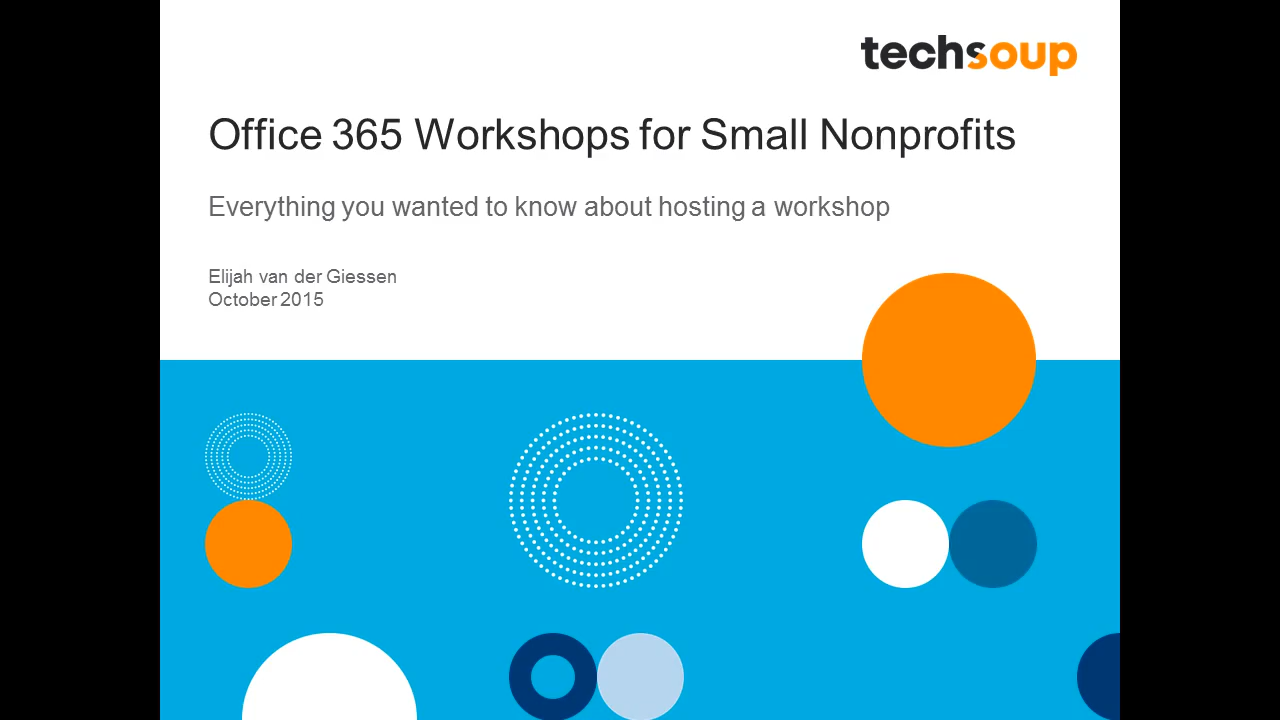 techsoup
Office 365 Workshops for Small Nonprofits
Everything you wanted to know about hosting a workshop
Elijah van der Giessen
October 2015